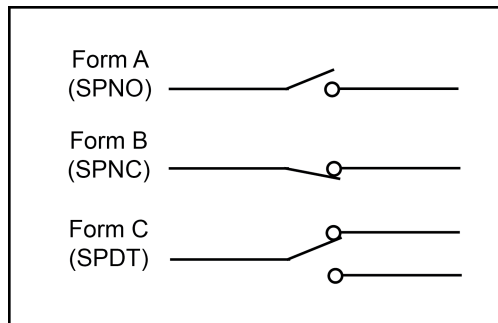 Form A
(SPNO)
Form B
(SPNC)
Form C
(SPDT)